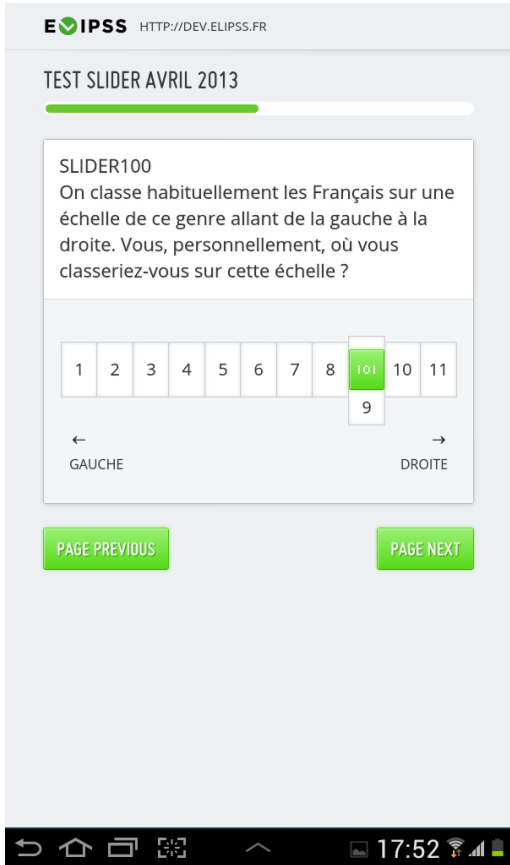 ELIPSS HTTP://DEV.ELIPSS.FR
TEST SLIDER AVRIL 2013
SLIDER100
On classe habituellement les Français sur une
échelle de ce genre allant de la gauche à la
droite. Vous, personnellement, où vous
classeriez-vous sur cette échelle ?
1 2 3 4 5 6 7 8 10 11
9
← →
GAUCHE DROITE
PAGE PREVIOUS PAGE NEXT
17:52